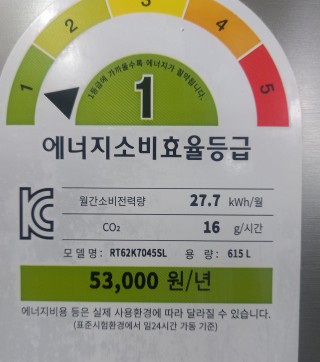 1 2 3 4 5
1등급에 가까울수록 에너지가 절약됩니다.
1
에너지소비효율등급
월간소비전력량 27.7 kWh/월
CO₂ 16 g/시간
모델명: RT62K7045SL 용 량: 615 L
53,000 원/년
에너지비용 등은 실제 사용환경에 따라 달라질 수 있습니다.
(표준시험환경에서 일24시간 가동 기준)